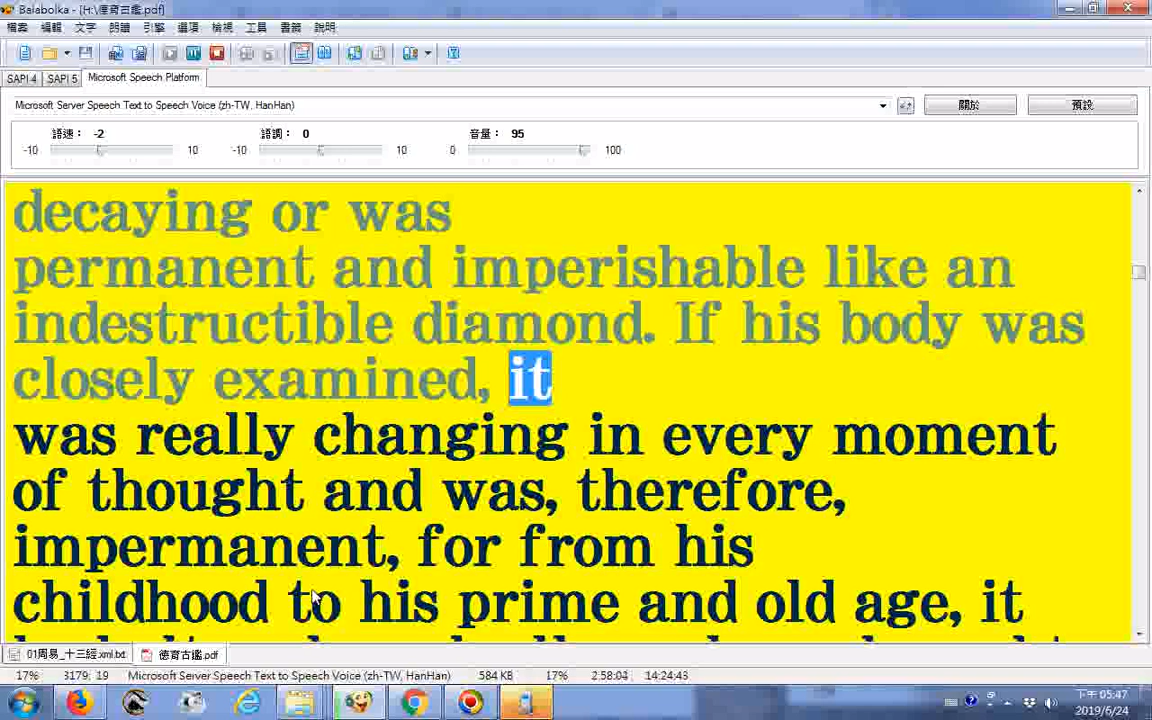 Balabolka - [H:\德育古鑑.pdf]
檔案 編輯 文字 朗讀 引擎 選項 檢視 工具 書籤 說明
SAPI 4 SAPI 5 Microsoft Speech Platform
Microsoft Server Speech Text to Speech Voice (zh-TW, HanHan) 關於 預設
語速： -2 語調： 0 音量： 95
-10 10 -10 10 0 100
decaying or was
permanent and imperishable like an
indestructible diamond. If his body was
closely examined, it
was really changing in every moment
of thought and was, therefore,
impermanent, for from his
childhood to his prime and old age, it
01周易_十三經.xml.txt 德育古鑑.pdf
17% 3179, 19 Microsoft Server Speech Text to Speech Voice (zh-TW, HanHan) 584 KB 17% 2:58:04 14:24:43
下午 05:47
2019/6/24